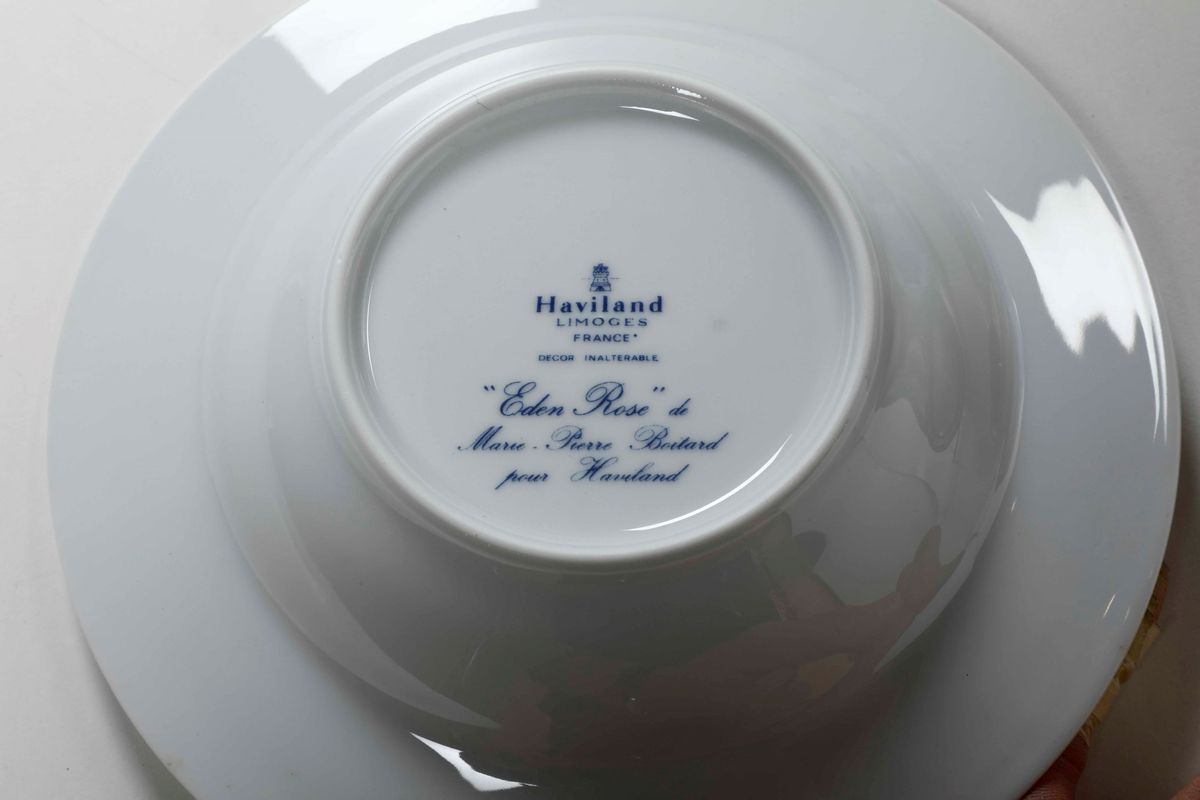 Haviland
LIMOGES
FRANCE*
DECOR INALTERABLE
"Eden Rose" de
Marie-Pierre Boitard
pour Haviland